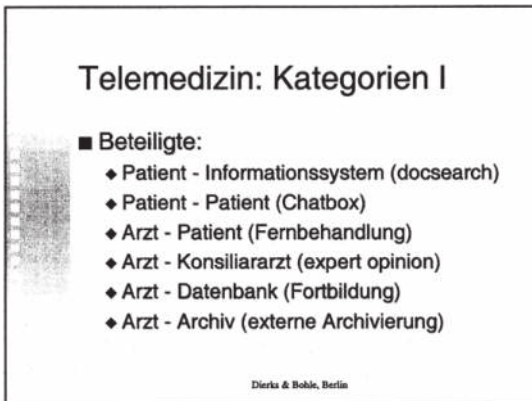 Telemedizin: Kategorien I
■ Beteiligte:
◆ Patient - Informationssystem (docsearch)
◆ Patient - Patient (Chatbox)
◆ Arzt - Patient (Fernbehandlung)
◆ Arzt - Konsiliararzt (expert opinion)
◆ Arzt - Datenbank (Fortbildung)
◆ Arzt - Archiv (externe Archivierung)
Dierks & Bohle, Berlin